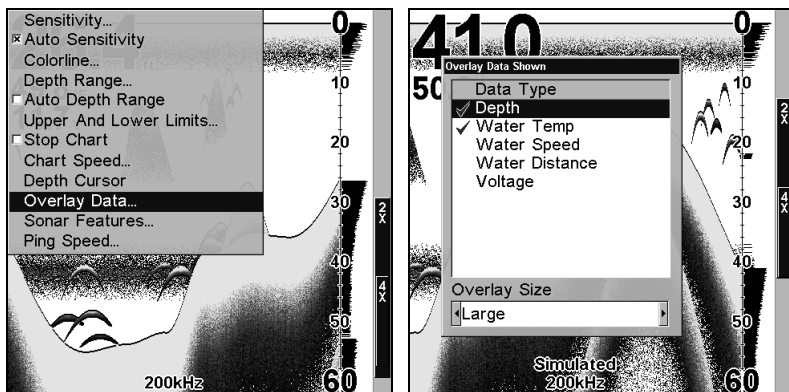 Sensitivity...
Auto Sensitivity
Colorline...
Depth Range...
Auto Depth Range
Upper And Lower Limits...
Stop Chart
Chart Speed...
Depth Cursor
Overlay Data...
Sonar Features...
Ping Speed...
0
10
20
30
40
50
60
2X
4X
200kHz
41.0
50
Overlay Data Shown
Data Type
Depth
Water Temp
Water Speed
Water Distance
Voltage
Overlay Size
Large
0
10
20
30
40
50
60
2X
4X
Simulated
200kHz